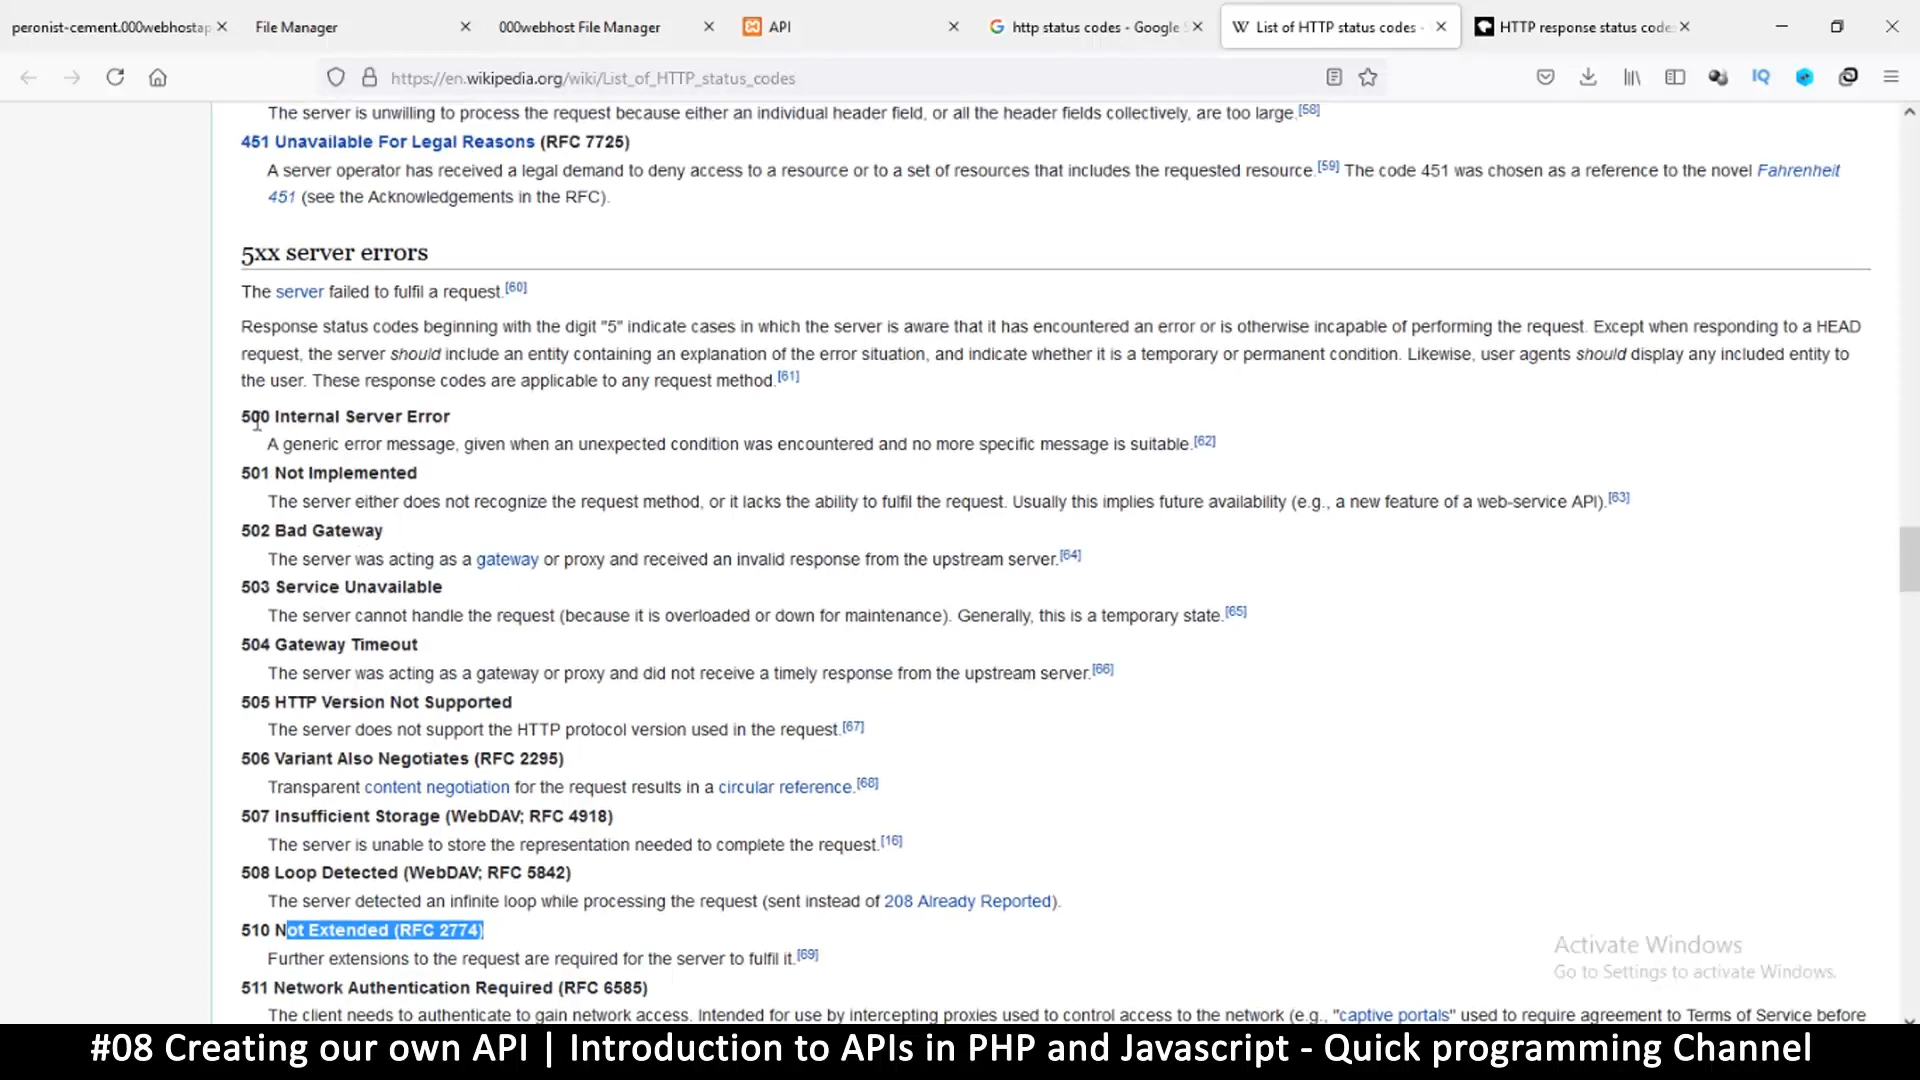 peronist-cement.000webhostap
File Manager
000webhost File Manager
API
http status codes - Google S
List of HTTP status codes -
HTTP response status code
https://en.wikipedia.org/wiki/List_of_HTTP_status_codes
IQ
The server is unwilling to process the request because either an individual header field, or all the header fields collectively, are too large.[58]
451 Unavailable For Legal Reasons (RFC 7725)
A server operator has received a legal demand to deny access to a resource or to a set of resources that includes the requested resource.[59] The code 451 was chosen as a reference to the novel Fahrenheit
451 (see the Acknowledgements in the RFC).
5xx server errors
The server failed to fulfil a request.[60]
Response status codes beginning with the digit "5" indicate cases in which the server is aware that it has encountered an error or is otherwise incapable of performing the request. Except when responding to a HEAD
request, the server should include an entity containing an explanation of the error situation, and indicate whether it is a temporary or permanent condition. Likewise, user agents should display any included entity to
the user. These response codes are applicable to any request method.[61]
500 Internal Server Error
A generic error message, given when an unexpected condition was encountered and no more specific message is suitable.[62]
501 Not Implemented
The server either does not recognize the request method, or it lacks the ability to fulfil the request. Usually this implies future availability (e.g., a new feature of a web-service API).[63]
502 Bad Gateway
The server was acting as a gateway or proxy and received an invalid response from the upstream server.[64]
503 Service Unavailable
The server cannot handle the request (because it is overloaded or down for maintenance). Generally, this is a temporary state.[65]
504 Gateway Timeout
The server was acting as a gateway or proxy and did not receive a timely response from the upstream server.[66]
505 HTTP Version Not Supported
The server does not support the HTTP protocol version used in the request.[67]
506 Variant Also Negotiates (RFC 2295)
Transparent content negotiation for the request results in a circular reference.[68]
507 Insufficient Storage (WebDAV; RFC 4918)
The server is unable to store the representation needed to complete the request.[16]
508 Loop Detected (WebDAV; RFC 5842)
The server detected an infinite loop while processing the request (sent instead of 208 Already Reported).
510 Not Extended (RFC 2774)
Further extensions to the request are required for the server to fulfil it.[69]
511 Network Authentication Required (RFC 6585)
The client needs to authenticate to gain network access. Intended for use by intercepting proxies used to control access to the network (e.g., "captive portals" used to require agreement to Terms of Service before
Activate Windows
Go to Settings to activate Windows.
#08 Creating our own API | Introduction to APIs in PHP and Javascript - Quick programming Channel